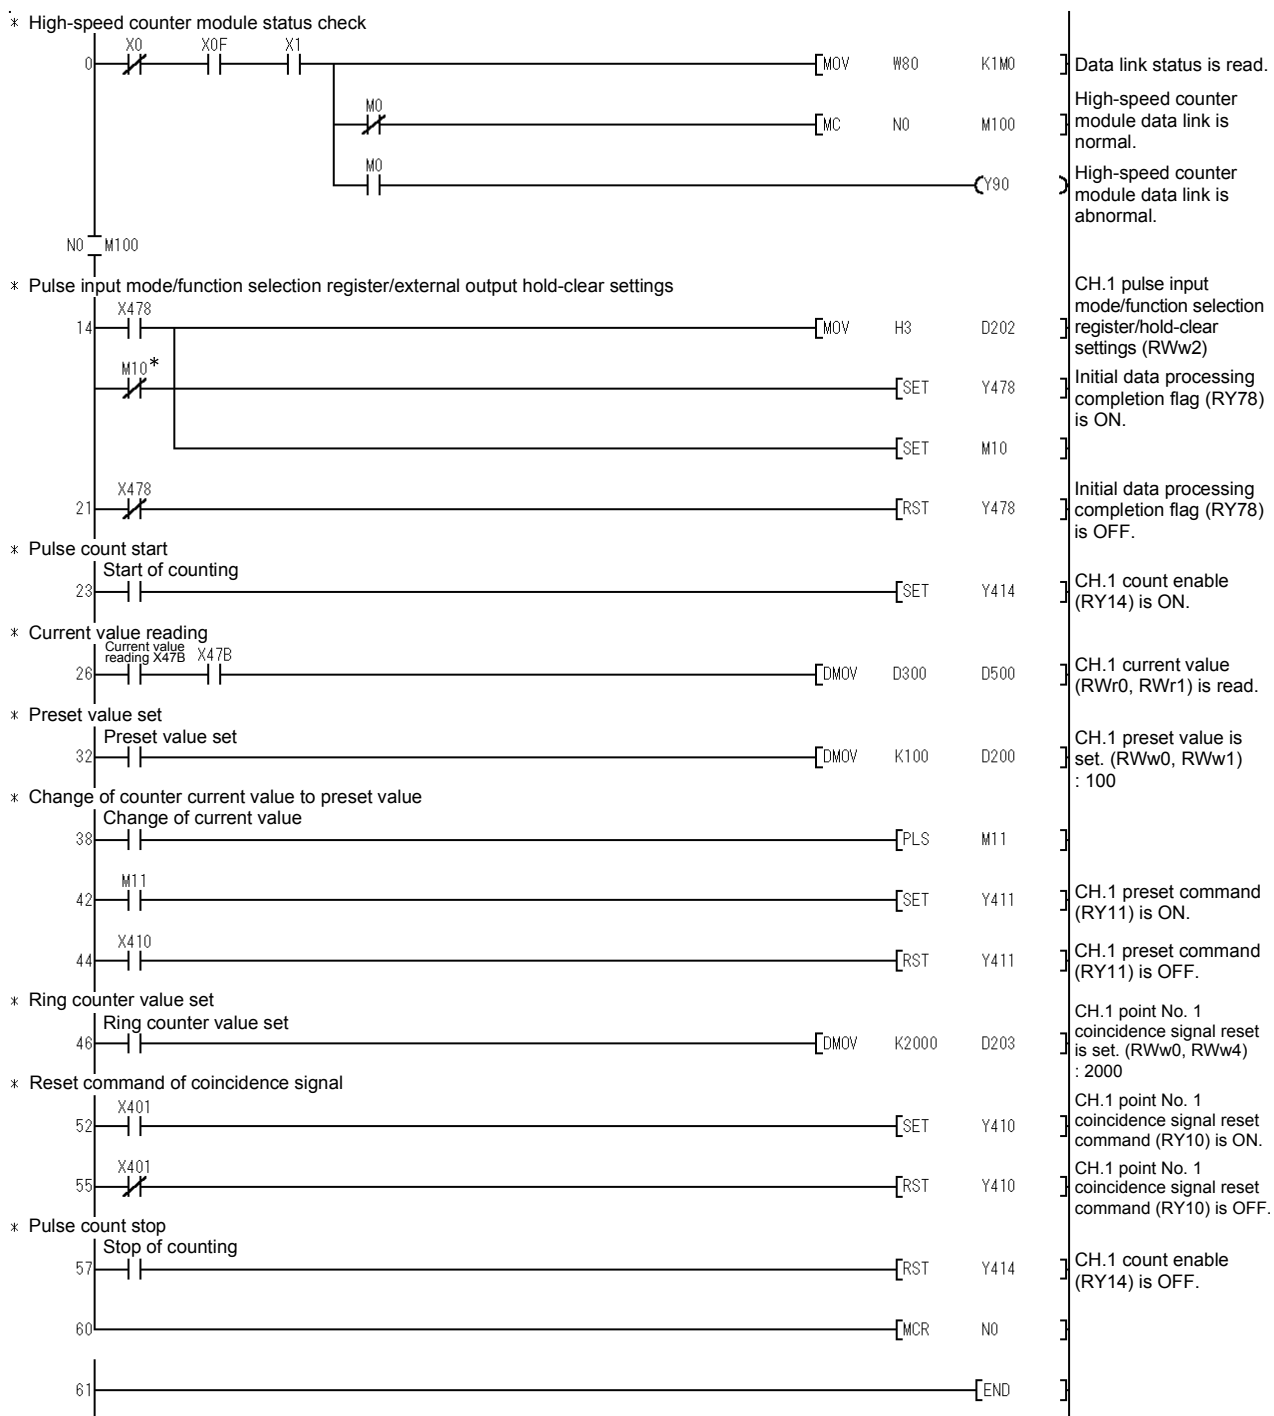 * High-speed counter module status check
X0 X0F X1
0 MOV W80 K1M0 Data link status is read.
M0
MC N0 M100
High-speed counter
module data link is
normal.
M0
Y90
High-speed counter
module data link is
abnormal.
N0 M100
* Pulse input mode/function selection register/external output hold-clear settings
X478
14 MOV H3 D202
CH.1 pulse input
mode/function selection
register/hold-clear
settings (RWw2)
M10*
SET Y478
Initial data processing
completion flag (RY78)
is ON.
SET M10
X478
21 RST Y478
Initial data processing
completion flag (RY78)
is OFF.
* Pulse count start
Start of counting
23 SET Y414
CH.1 count enable
(RY14) is ON.
* Current value reading
Current value
reading X47B X47B
26 DMOV D300 D500
CH.1 current value
(RWr0, RWr1) is read.
* Preset value set
Preset value set
32 DMOV K100 D200
CH.1 preset value is
set. (RWw0, RWw1)
: 100
* Change of counter current value to preset value
Change of current value
38 PLS M11
M11
42 SET Y411
CH.1 preset command
(RY11) is ON.
X410
44 RST Y411
CH.1 preset command
(RY11) is OFF.
* Ring counter value set
Ring counter value set
46 DMOV K2000 D203
CH.1 point No. 1
coincidence signal reset
is set. (RWw0, RWw4)
: 2000
* Reset command of coincidence signal
X401
52 SET Y410
CH.1 point No. 1
coincidence signal reset
command (RY10) is ON.
X401
55 RST Y410
CH.1 point No. 1
coincidence signal reset
command (RY10) is OFF.
* Pulse count stop
Stop of counting
57 RST Y414
CH.1 count enable
(RY14) is OFF.
60 MCR N0
61 END